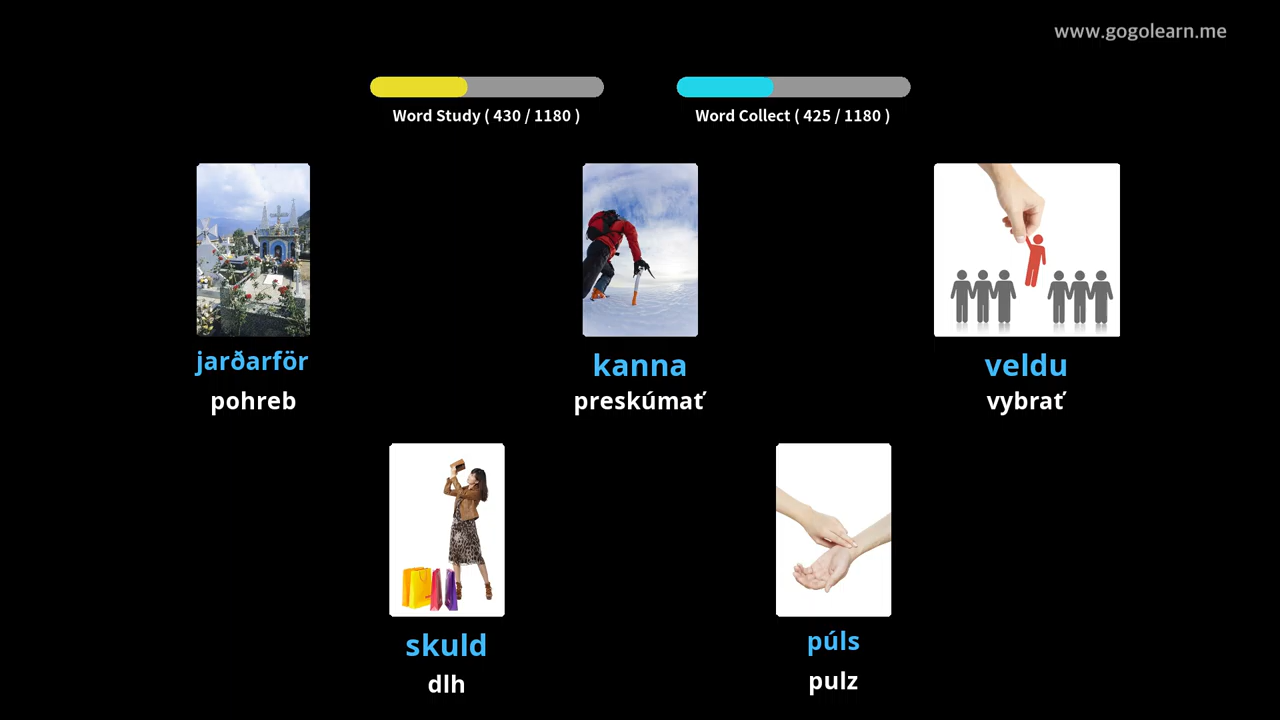 www.gogolearn.me
Word Study ( 430 / 1180 )
Word Collect ( 425 / 1180 )
jarðarför
pohreb
kanna
preskúmať
veldu
vybrať
skuld
dlh
púls
pulz